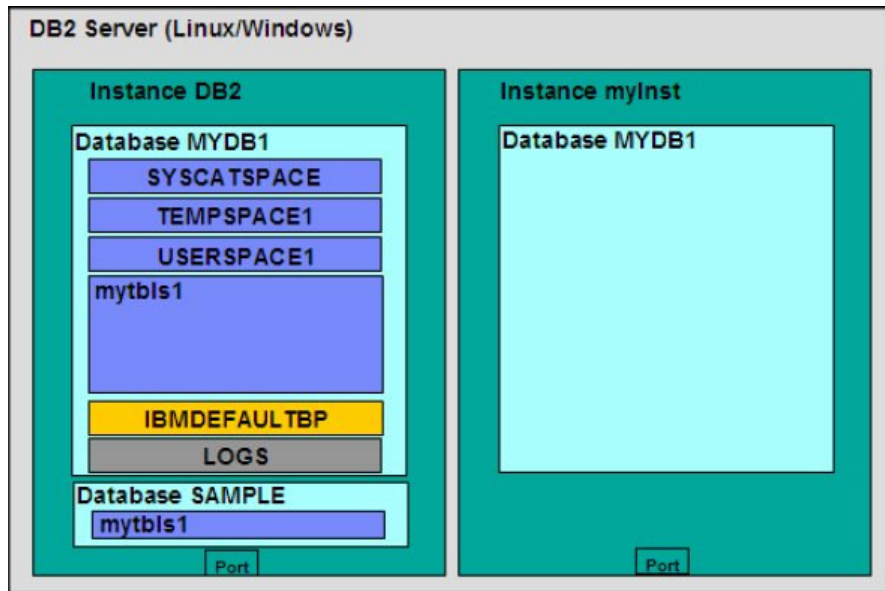 DB2 Server (Linux/Windows)
Instance DB2
Database MYDB1
SYSCATSPACE
TEMPSPACE1
USERSPACE1
mytbls1
IBMDEFAULTBP
LOGS
Database SAMPLE
mytbls1
Port
Instance myInst
Database MYDB1
Port